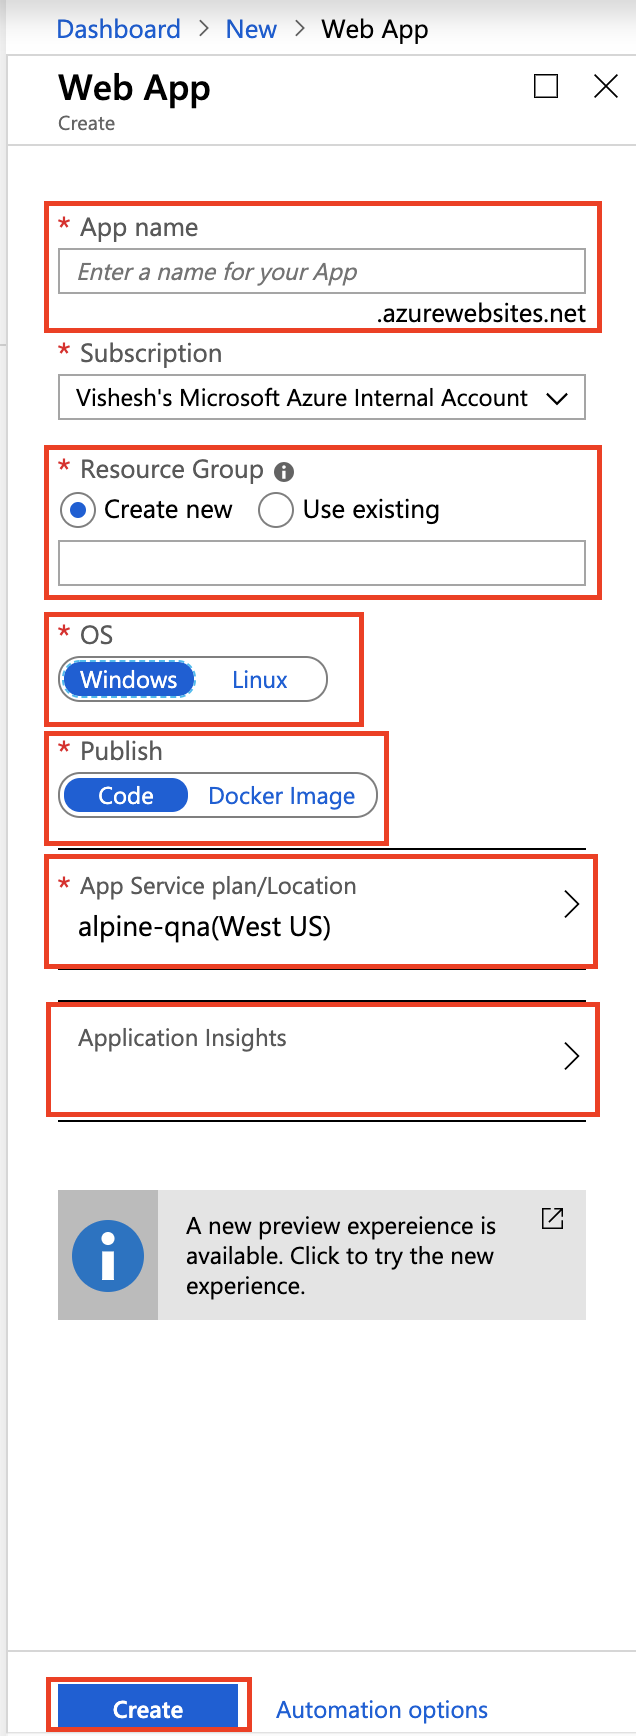 Dashboard > New > Web App
Web App
Create
* App name
Enter a name for your App
.azurewebsites.net
* Subscription
Vishesh's Microsoft Azure Internal Account
* Resource Group
Create new Use existing
* OS
Windows Linux
* Publish
Code Docker Image
* App Service plan/Location
alpine-qna(West US)
Application Insights
A new preview expereience is
available. Click to try the new
experience.
Create Automation options